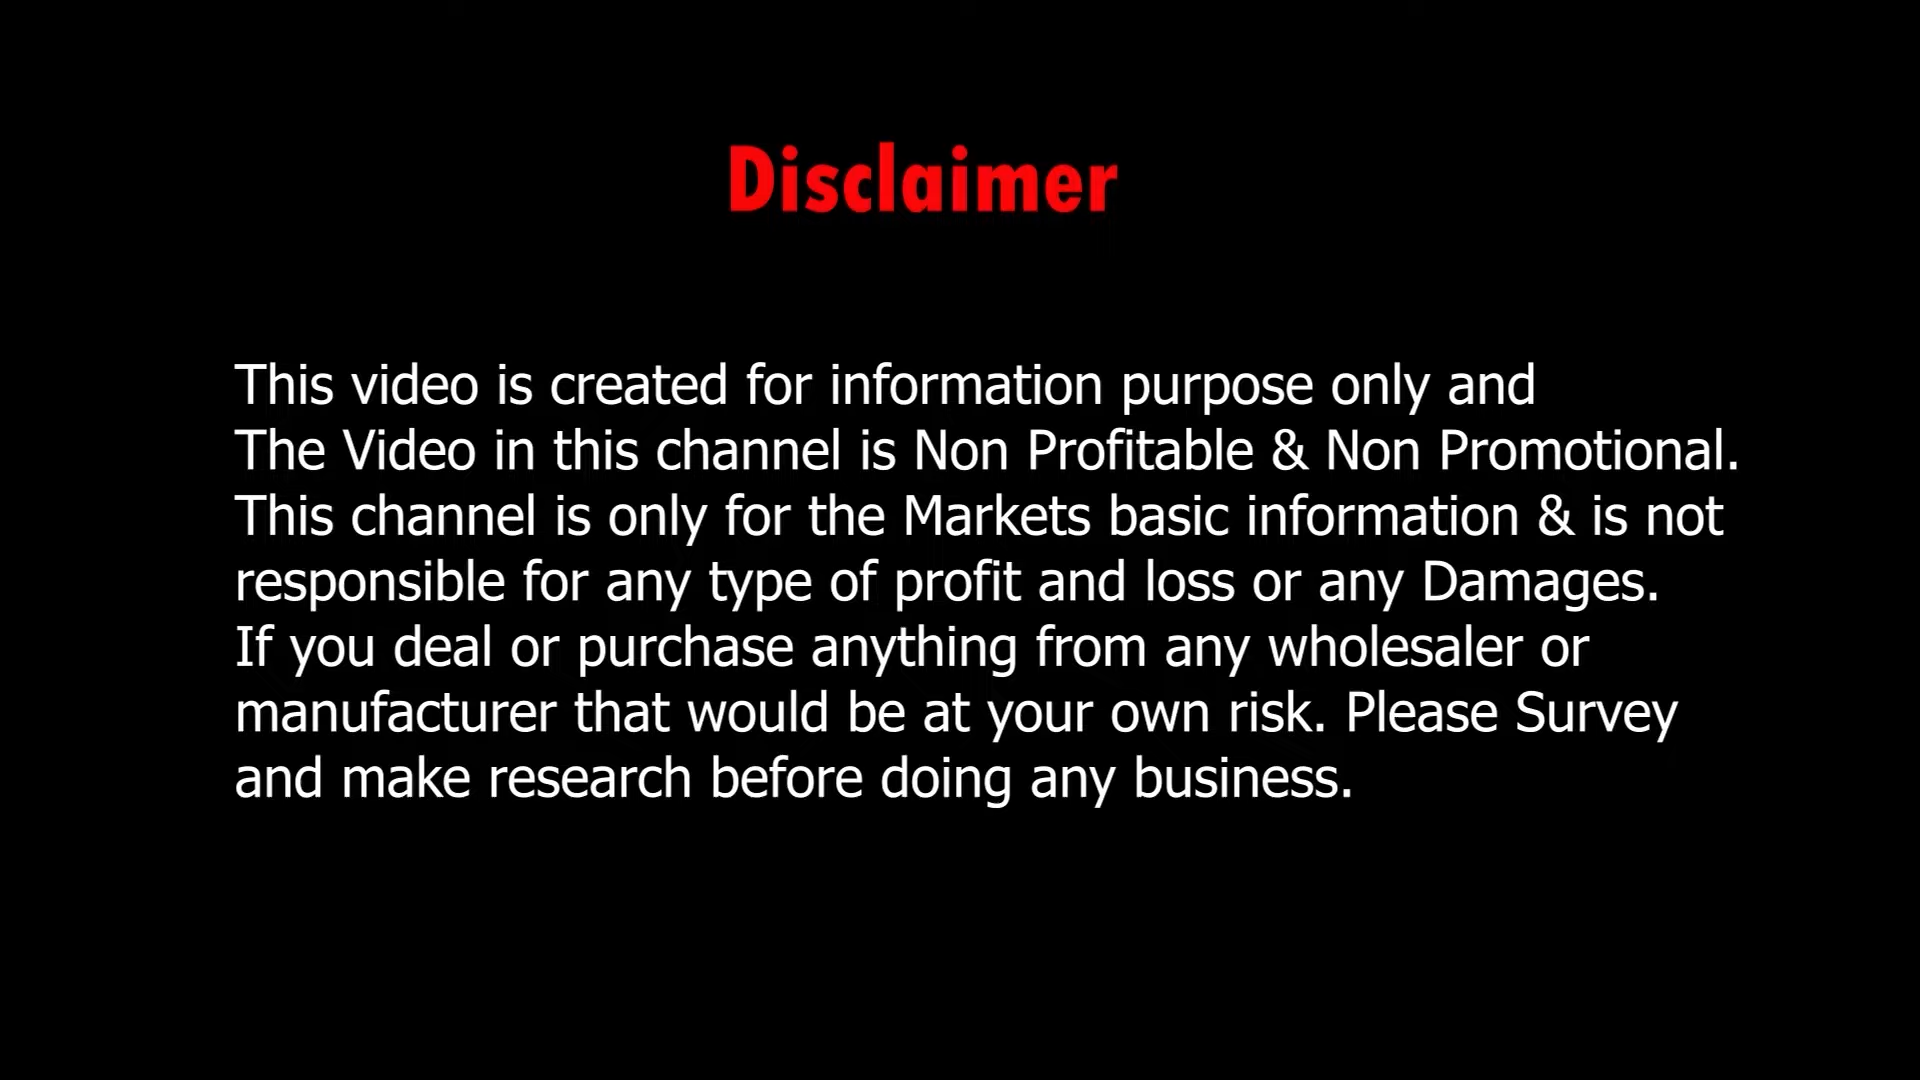 Disclaimer
This video is created for information purpose only and
The Video in this channel is Non Profitable & Non Promotional.
This channel is only for the Markets basic information & is not
responsible for any type of profit and loss or any Damages.
If you deal or purchase anything from any wholesaler or
manufacturer that would be at your own risk. Please Survey
and make research before doing any business.